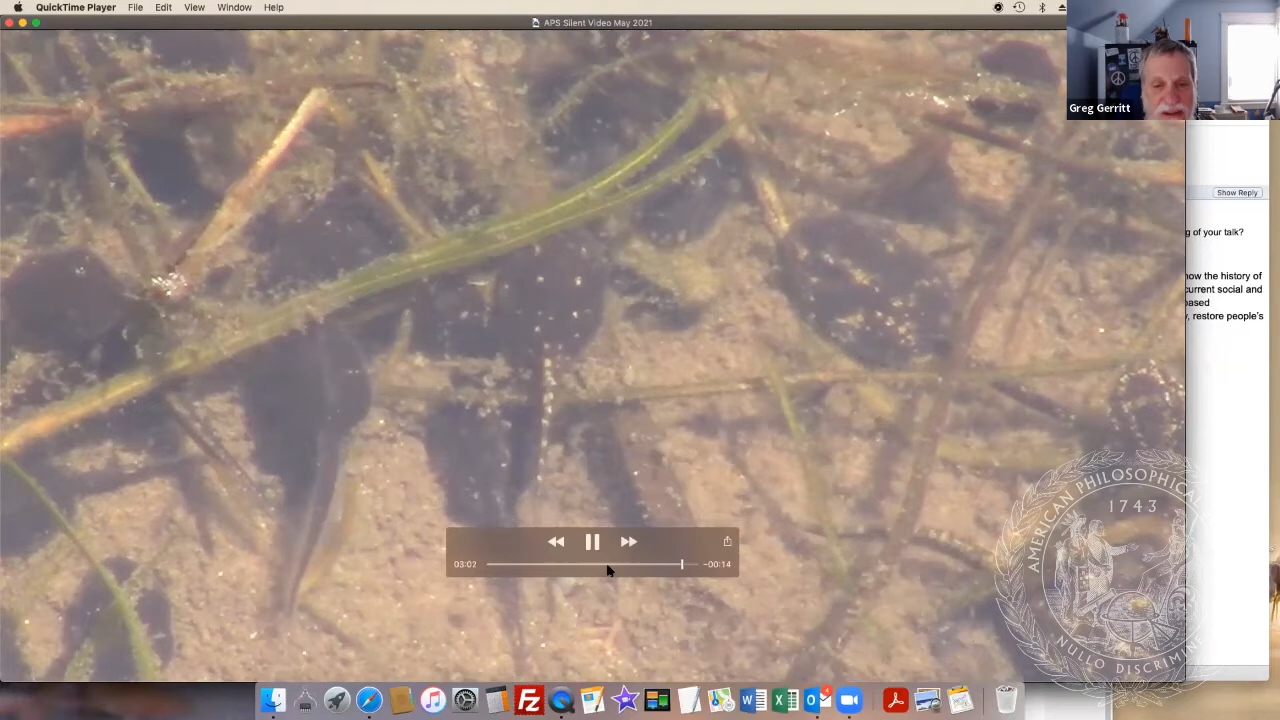 QuickTime Player File Edit View Window Help
APS Silent Video May 2021
Greg Gerritt
Show Reply
g of your talk?
now the history of
current social and
based
, restore people's
AMERICAN PHILOSOPHICA
1743
NULLO DISCRIMI
03:02 -00:14